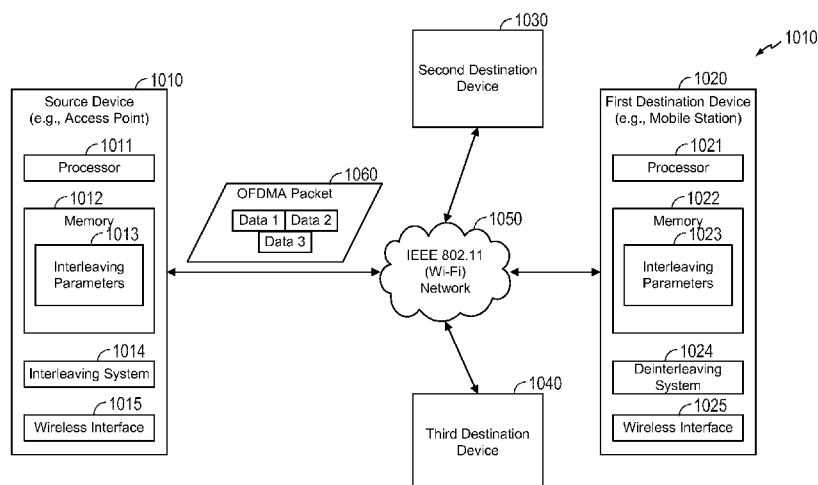 1010
1010
Source Device
(e.g., Access Point)
1011
Processor
1012
Memory
1013
Interleaving
Parameters
1014
Interleaving System
1015
Wireless Interface
1060
OFDMA Packet
Data 1
Data 2
Data 3
1030
Second Destination
Device
1050
IEEE 802.11
(Wi-Fi)
Network
1040
Third Destination
Device
1020
First Destination Device
(e.g., Mobile Station)
1021
Processor
1022
Memory
1023
Interleaving
Parameters
1024
Deinterleaving
System
1025
Wireless Interface